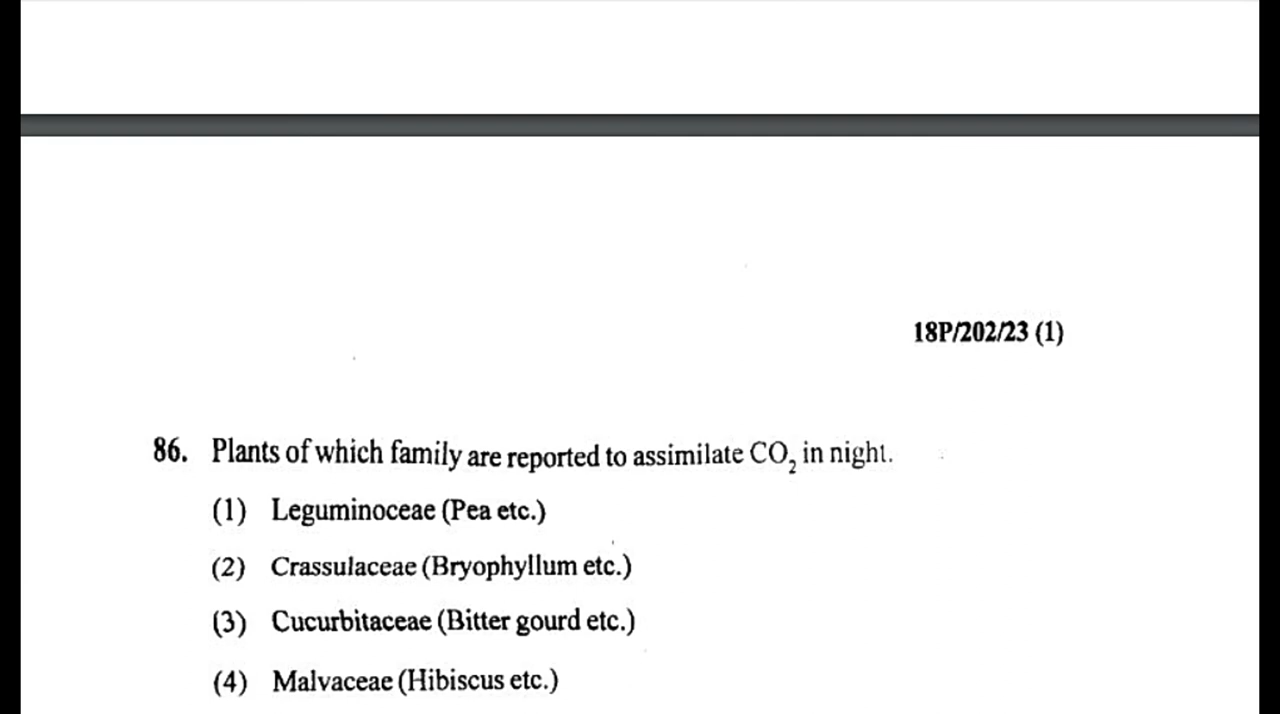 18P/202/23 (1)
86. Plants of which family are reported to assimilate CO₂ in night.
(1) Leguminoceae (Pea etc.)
(2) Crassulaceae (Bryophyllum etc.)
(3) Cucurbitaceae (Bitter gourd etc.)
(4) Malvaceae (Hibiscus etc.)